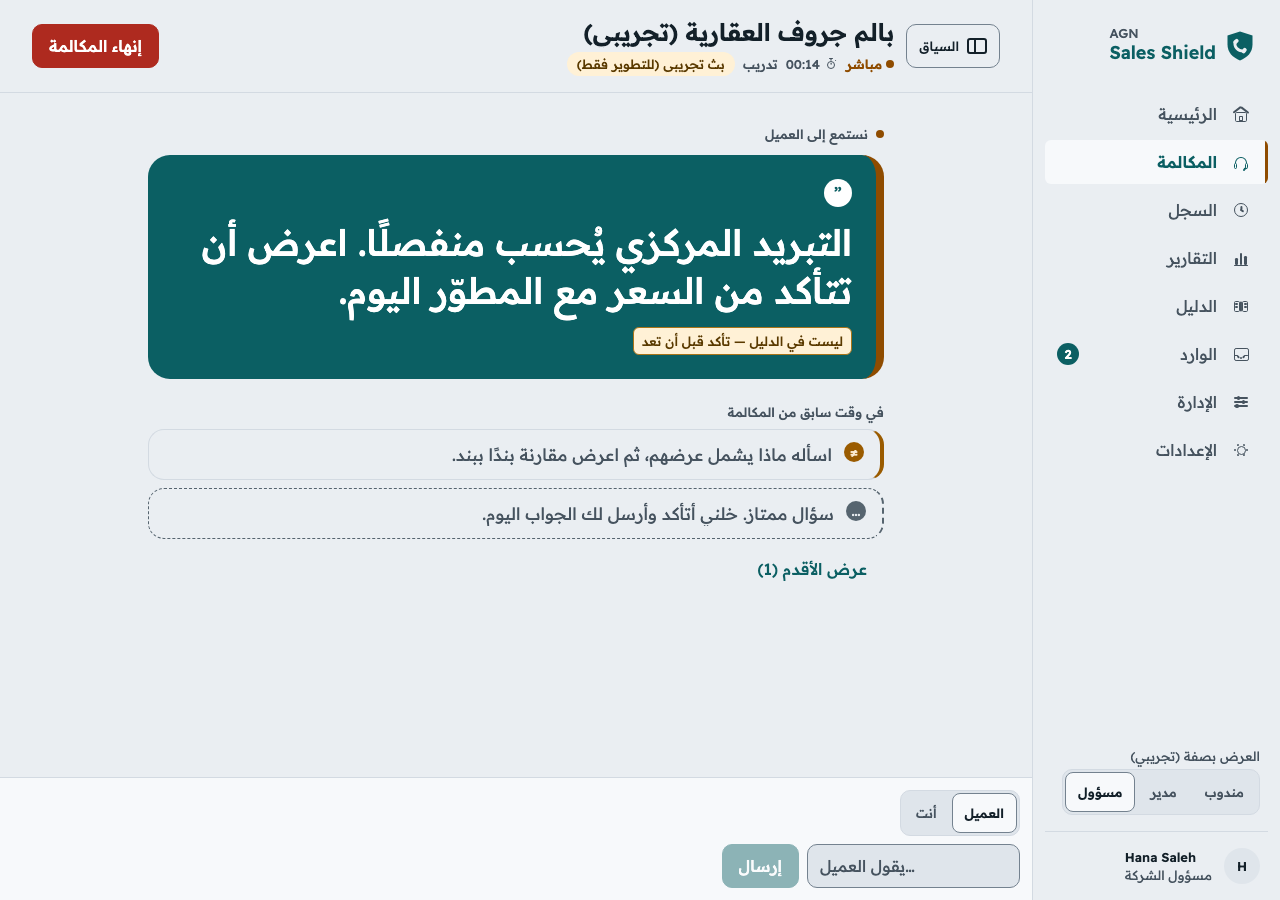 AGN
Sales Shield
الرئيسية
المكالمة
السجل
التقارير
الدليل
الوارد
2
الإدارة
الإعدادات
العرض بصفة (تجريبي)
مندوب
مدير
مسؤول
H
Hana Saleh
مسؤول الشركة
السياق
بالم جروف العقارية (تجريبي)
مباشر
00:14
تدريب
بث تجريبي (للتطوير فقط)
إنهاء المكالمة
نستمع إلى العميل
”
التبريد المركزي يُحسب منفصلًا. اعرض أن
تتأكد من السعر مع المطوّر اليوم.
ليست في الدليل — تأكد قبل أن تعد
في وقت سابق من المكالمة
≠ اسأله ماذا يشمل عرضهم، ثم اعرض مقارنة بندًا ببند.
… سؤال ممتاز. خلني أتأكد وأرسل لك الجواب اليوم.
عرض الأقدم (1)
العميل
أنت
يقول العميل…
إرسال